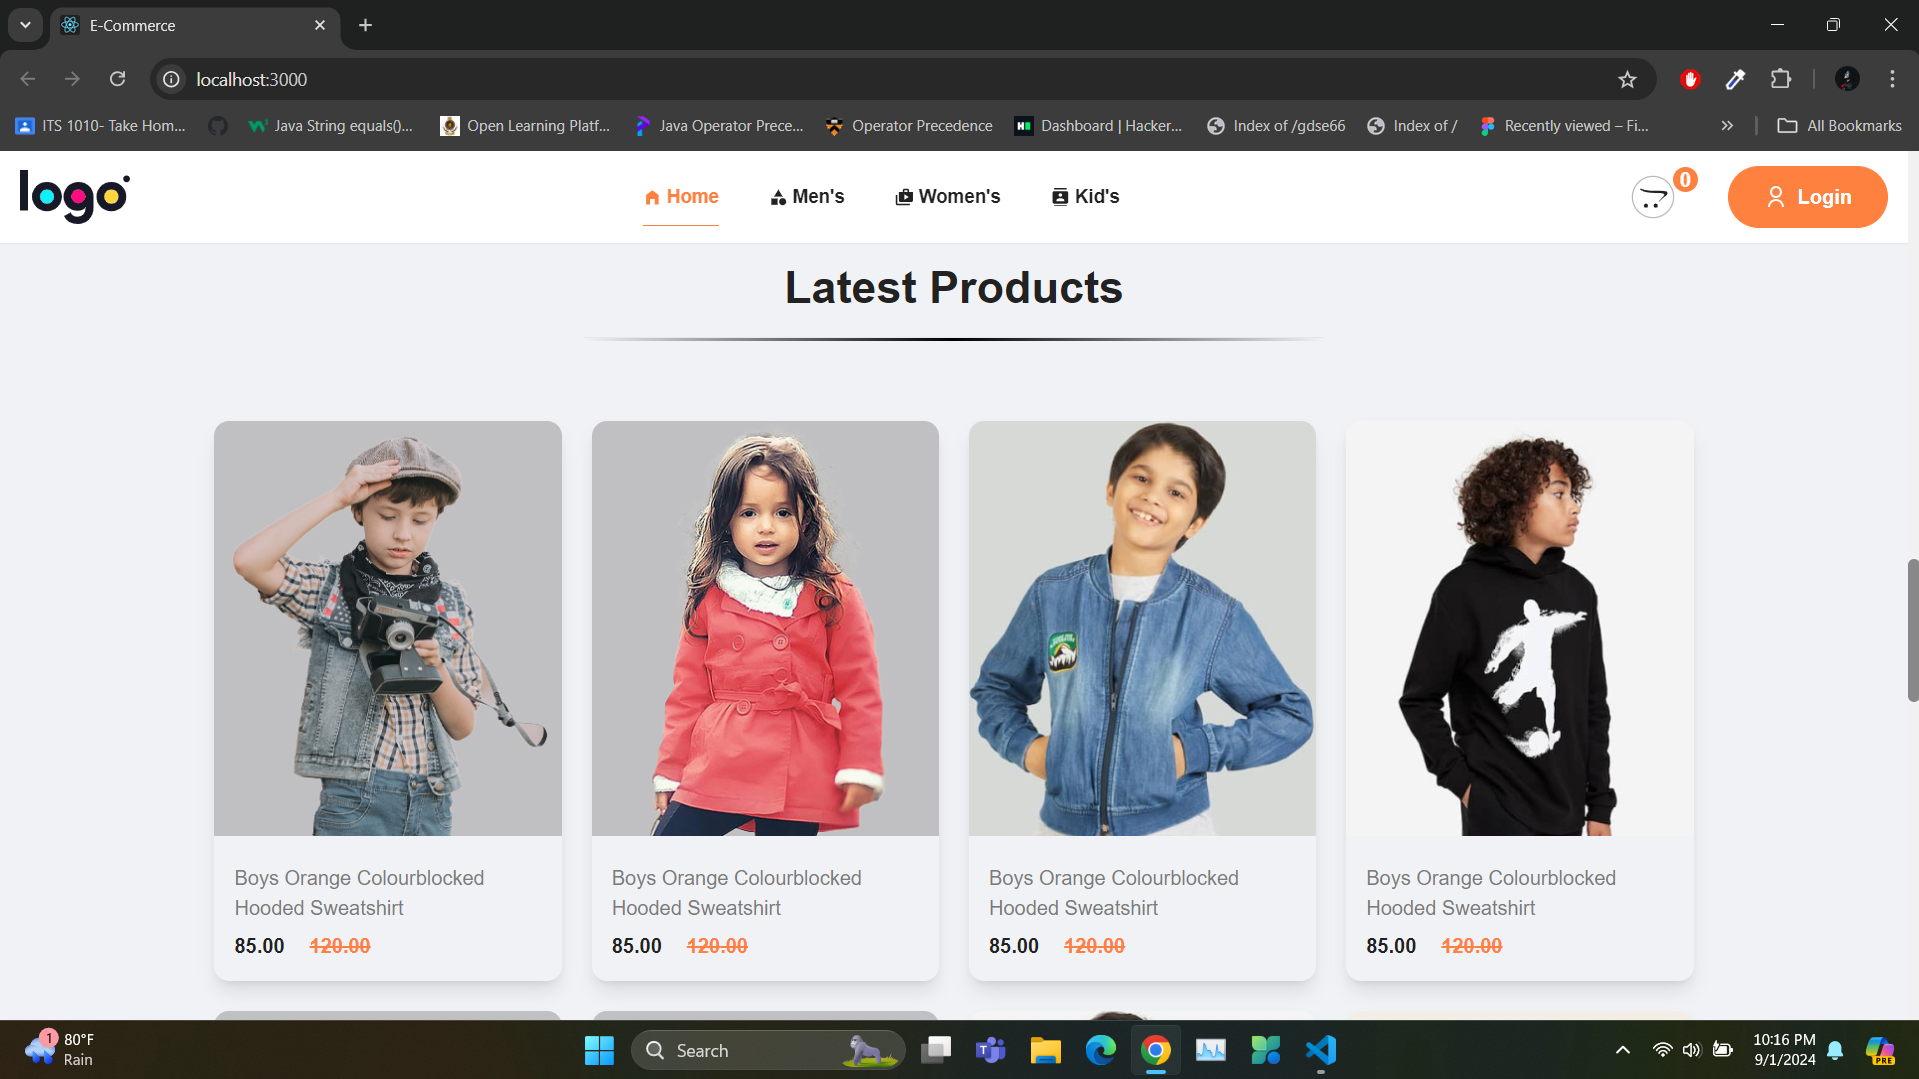 E-Commerce
localhost:3000
ITS 1010- Take Hom...
Java String equals()...
Open Learning Platf...
Java Operator Prece...
Operator Precedence
Dashboard | Hacker...
Index of /gdse66
Index of /
Recently viewed – Fi...
All Bookmarks
logo
Home
Men's
Women's
Kid's
0
Login
Latest Products
Boys Orange Colourblocked
Hooded Sweatshirt
85.00 120.00
Boys Orange Colourblocked
Hooded Sweatshirt
85.00 120.00
Boys Orange Colourblocked
Hooded Sweatshirt
85.00 120.00
Boys Orange Colourblocked
Hooded Sweatshirt
85.00 120.00
1
80°F
Rain
Search
10:16 PM
9/1/2024
PRE